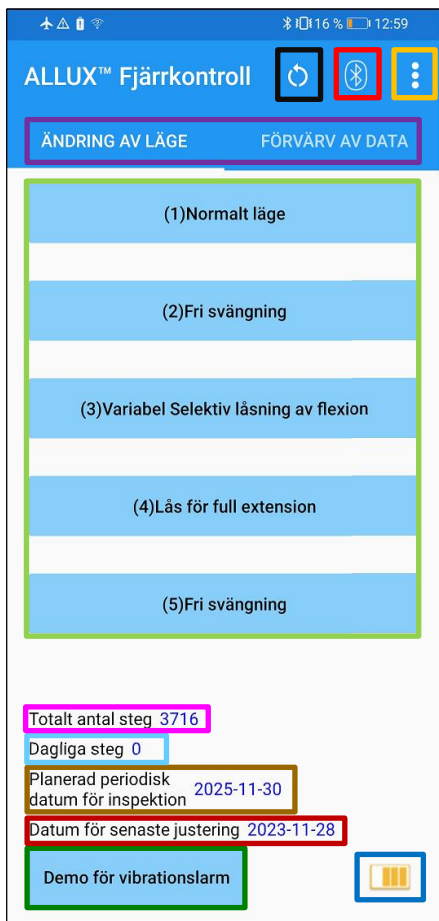 16 % 12:59
ALLUX™ Fjärrkontroll
ÄNDRING AV LÄGE FÖRVÄRV AV DATA
(1)Normalt läge
(2)Fri svängning
(3)Variabel Selektiv låsning av flexion
(4)Lås för full extension
(5)Fri svängning
Totalt antal steg 3716
Dagliga steg 0
Planerad periodisk
datum för inspektion 2025-11-30
Datum för senaste justering 2023-11-28
Demo för vibrationslarm